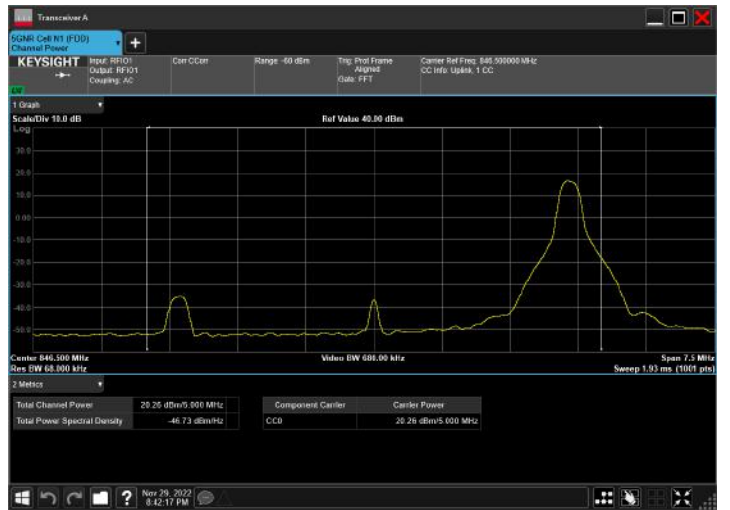 Transceiver A
5GNR Cell N1 (FDD)
Channel Power
KEYSIGHT
Input: RFIO1
Output: RFIO1
Coupling: AC
Corr CCorr
Range -60 dBm
Trig: Prot Frame
Aligned
Gate: FFT
Carrier Ref Freq: 846.500000 MHz
CC Info: Uplink, 1 CC
1 Graph
Scale/Div 10.0 dB
Ref Value 40.00 dBm
Log
30.0
20.0
10.0
0.00
-10.0
-20.0
-30.0
-40.0
-50.0
Center 846.500 MHz
Video BW 680.00 kHz
Span 7.5 MHz
Res BW 68.000 kHz
Sweep 1.93 ms (1001 pts)
2 Metrics
Total Channel Power 20.26 dBm/5.000 MHz
Total Power Spectral Density -46.73 dBm/Hz
Component Carrier Carrier Power
CC0 20.26 dBm/5.000 MHz
Nov 29, 2022
8:42:17 PM